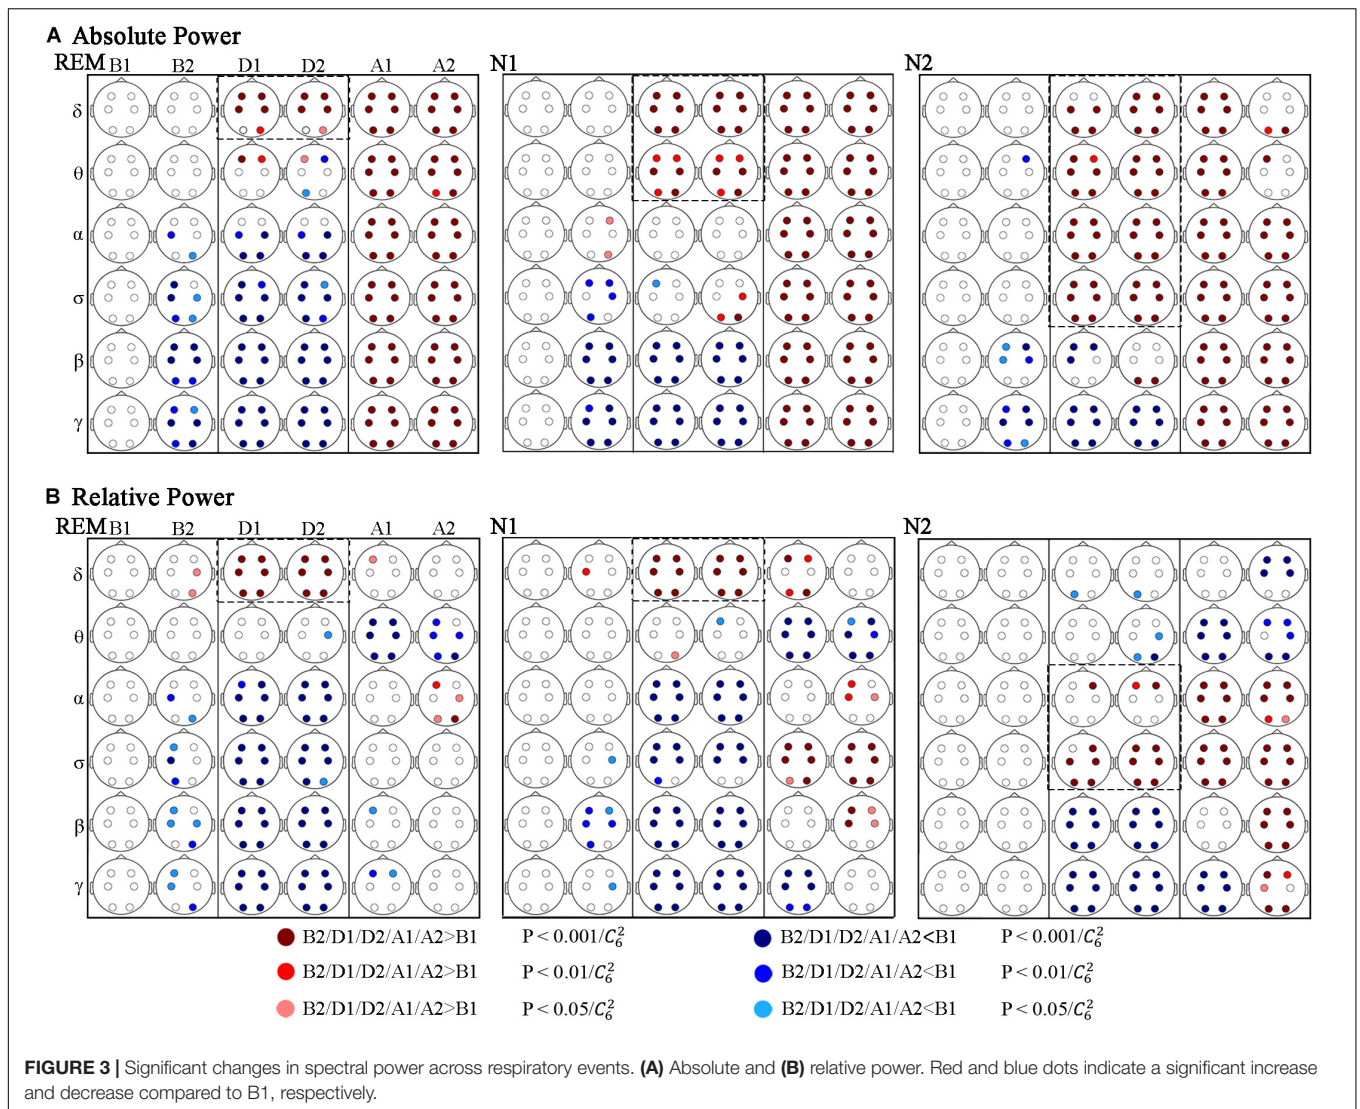 A Absolute Power
REM B1 B2 D1 D2 A1 A2 N1 N2
δ
θ
α
σ
β
γ
B Relative Power
REM B1 B2 D1 D2 A1 A2 N1 N2
δ
θ
α
σ
β
γ
B2/D1/D2/A1/A2>B1 P < 0.001/C₆² B2/D1/D2/A1/A2<B1 P < 0.001/C₆²
B2/D1/D2/A1/A2>B1 P < 0.01/C₆² B2/D1/D2/A1/A2<B1 P < 0.01/C₆²
B2/D1/D2/A1/A2>B1 P < 0.05/C₆² B2/D1/D2/A1/A2<B1 P < 0.05/C₆²
FIGURE 3 | Significant changes in spectral power across respiratory events. (A) Absolute and (B) relative power. Red and blue dots indicate a significant increase
and decrease compared to B1, respectively.